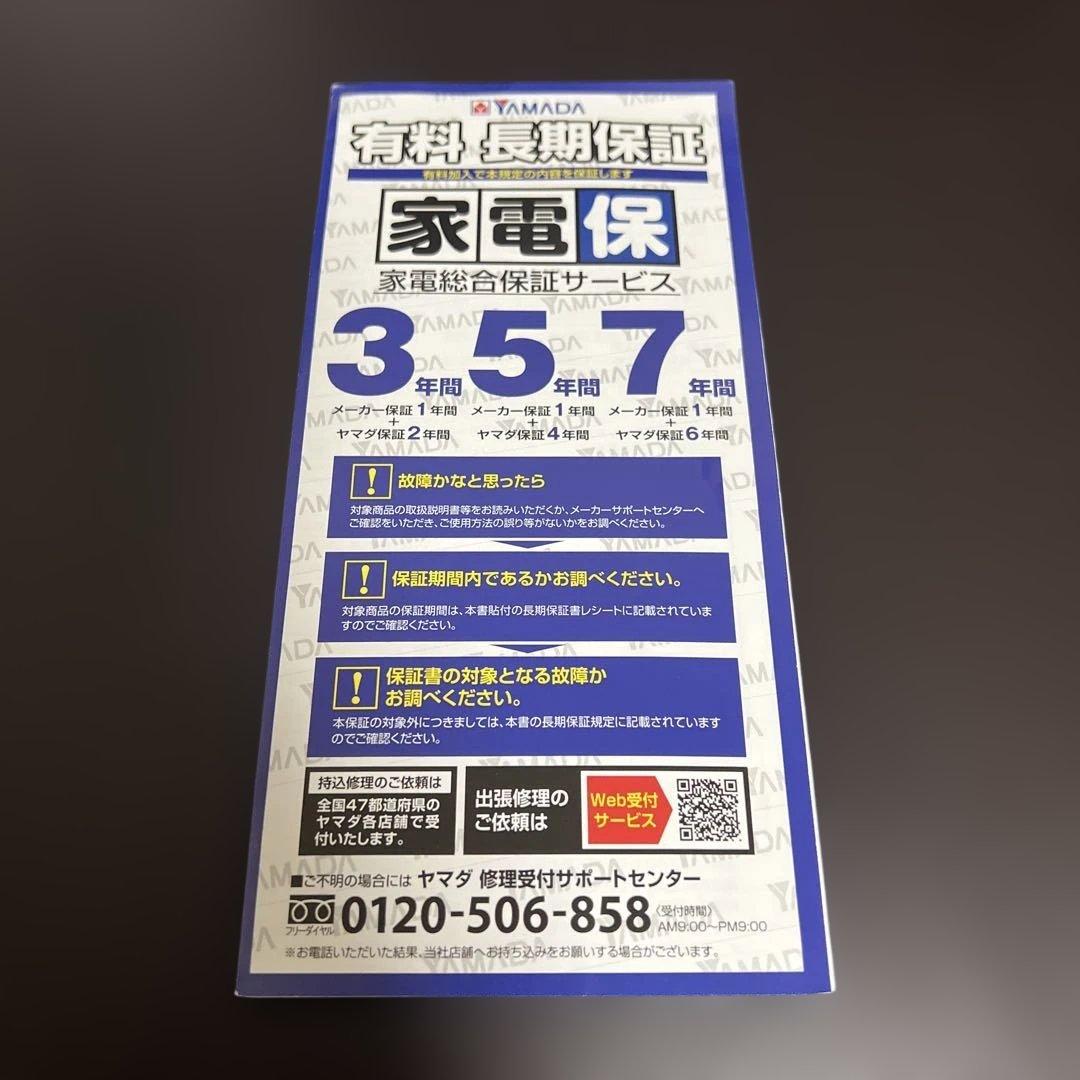 YAMADA
有料 長期保証
有料加入で本規定の内容を保証します
家電保
家電総合保証サービス
3年間 5年間 7年間
メーカー保証1年間 メーカー保証1年間 メーカー保証1年間
+ + +
ヤマダ保証2年間 ヤマダ保証4年間 ヤマダ保証6年間
! 故障かなと思ったら
対象商品の取扱説明書等をお読みいただくか、メーカーサポートセンターへ
ご確認をいただき、ご使用方法の誤り等がないかをお調べください。
! 保証期間内であるかお調べください。
対象商品の保証期間は、本書貼付の長期保証書レシートに記載されていま
すのでご確認ください。
! 保証書の対象となる故障か
お調べください。
本保証の対象外につきましては、本書の長期保証規定に記載されています
のでご確認ください。
持込修理のご依頼は
全国47都道府県の
ヤマダ各店舗で受
付いたします。
出張修理の
ご依頼は
Web受付
サービス
■ご不明の場合には ヤマダ 修理受付サポートセンター
フリーダイヤル 0120-506-858 〈受付時間〉
AM9:00～PM9:00
※お電話いただいた結果、当社店舗へお持ち込みをお願いする場合がございます。